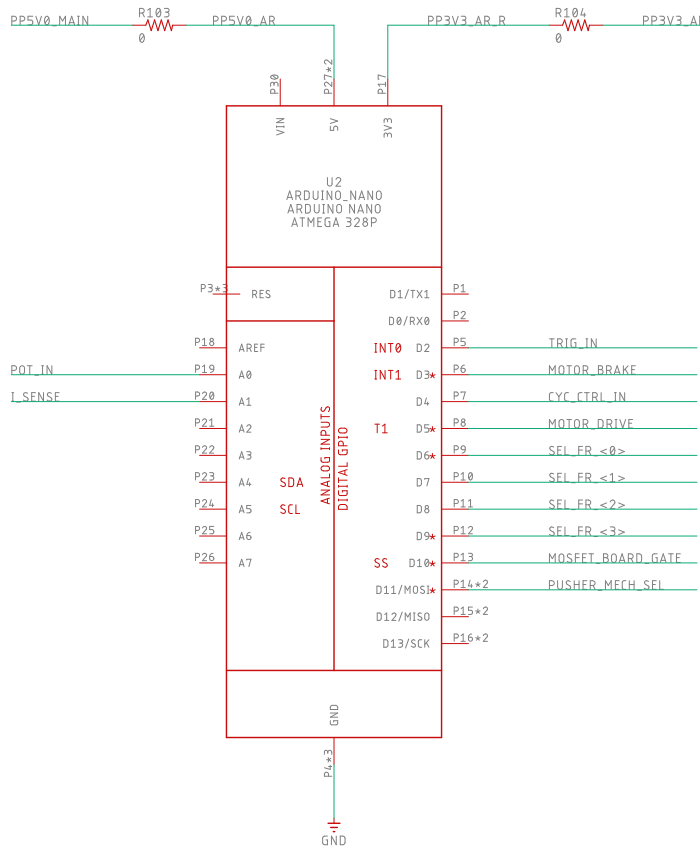 PP5V0_MAIN R103 0 PP5V0_AR PP3V3_AR_R R104 0
P30 P27*2 P17
VIN 5V 3V3
U2
ARDUINO_NANO
ARDUINO NANO
ATMEGA 328P
P3*3 RES D1/TX1 P1
D0/RX0 P2
P18 AREF INT0 D2 P5 TRIG_IN
POT_IN P19 A0 INT1 D3* P6 MOTOR_BRAKE
I_SENSE P20 A1 D4 P7 CYC_CTRL_IN
P21 A2 T1 D5* P8 MOTOR_DRIVE
P22 A3 D6* P9 SEL_FR_<0>
P23 A4 SDA D7 P10 SEL_FR_<1>
P24 A5 SCL D8 P11 SEL_FR_<2>
P25 A6 D9* P12 SEL_FR_<3>
P26 A7 SS D10* P13 MOSFET_BOARD_GATE
D11/MOSI* P14*2 PUSHER_MECH_SEL
D12/MISO P15*2
D13/SCK P16*2
ANALOG INPUTS
DIGITAL GPIO
GND
P4*3
GND